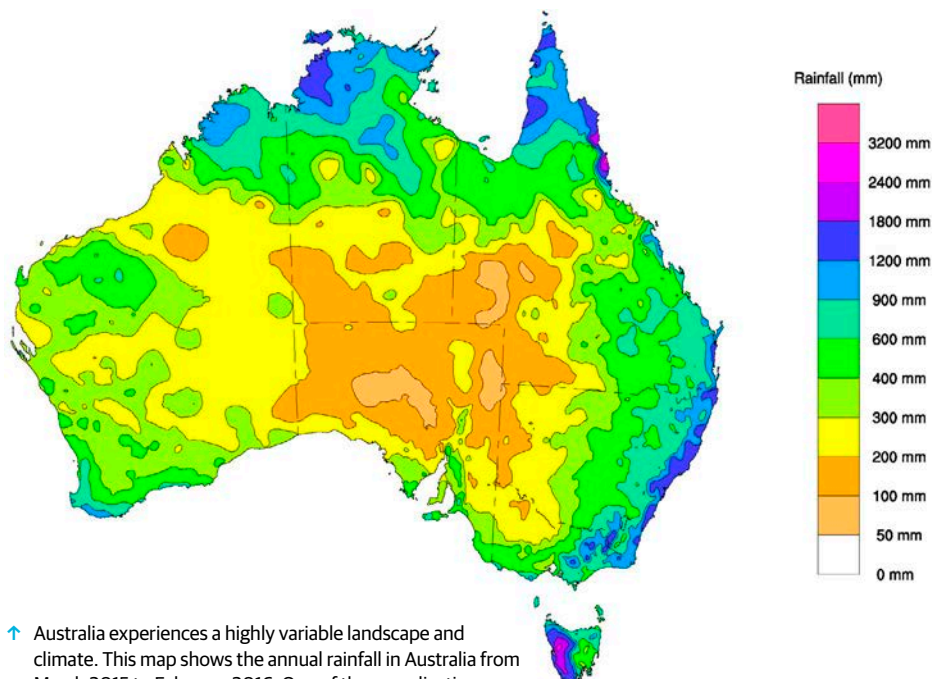 Rainfall (mm)
3200 mm
2400 mm
1800 mm
1200 mm
900 mm
600 mm
400 mm
300 mm
200 mm
100 mm
50 mm
0 mm
↑ Australia experiences a highly variable landscape and
climate. This map shows the annual rainfall in Australia from